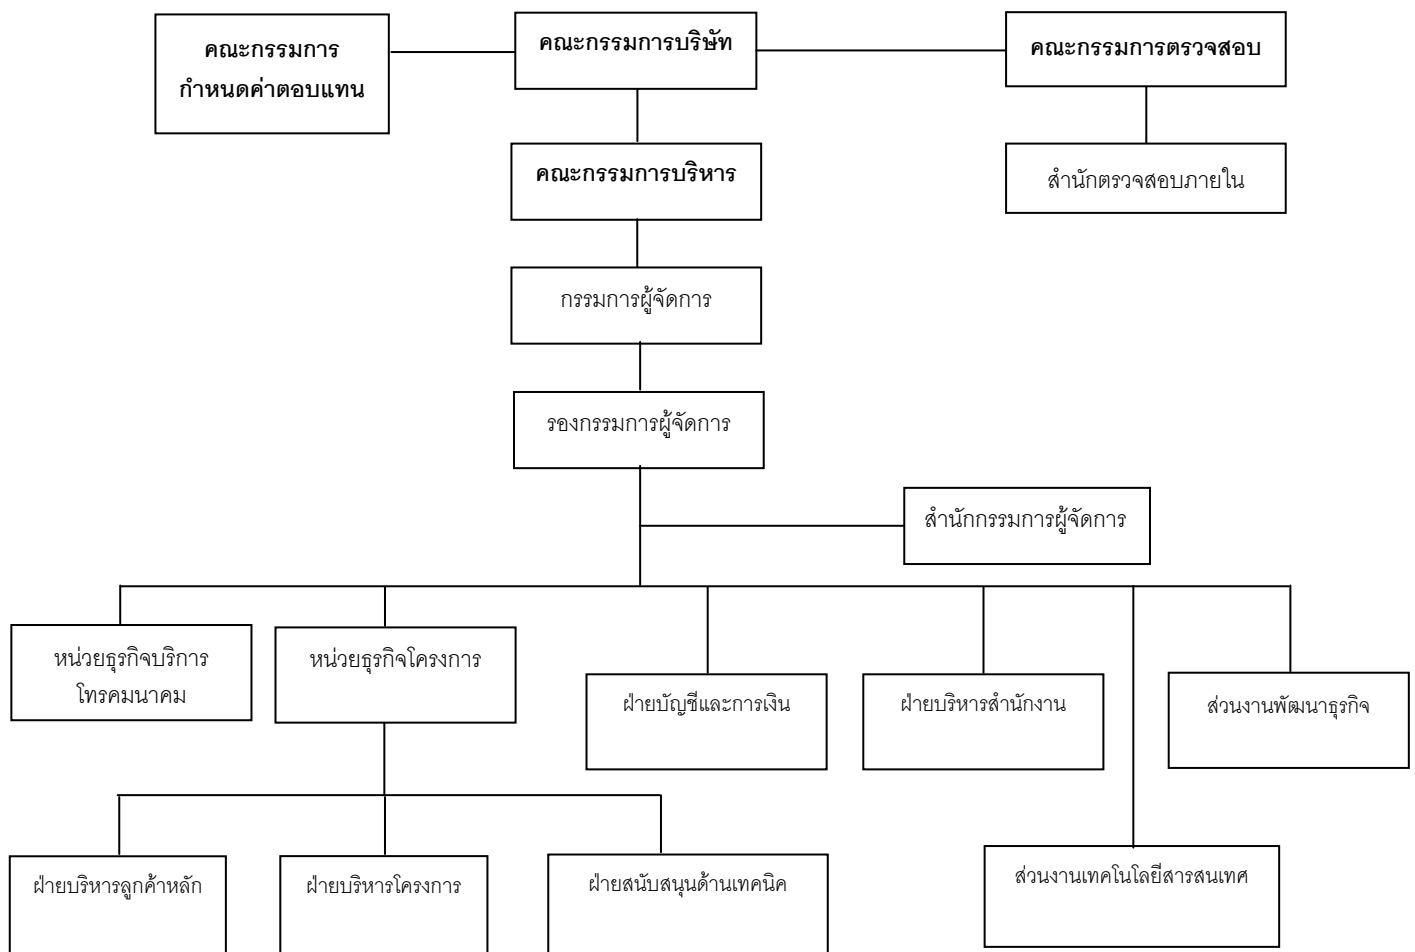 คณะกรรมการ
กำหนดค่าตอบแทน
คณะกรรมการบริษัท
คณะกรรมการตรวจสอบ
คณะกรรมการบริหาร
สำนักตรวจสอบภายใน
กรรมการผู้จัดการ
รองกรรมการผู้จัดการ
สำนักกรรมการผู้จัดการ
หน่วยธุรกิจบริการ
โทรคมนาคม
หน่วยธุรกิจโครงการ
ฝ่ายบัญชีและการเงิน
ฝ่ายบริหารสำนักงาน
ส่วนงานพัฒนาธุรกิจ
ฝ่ายบริหารลูกค้าหลัก
ฝ่ายบริหารโครงการ
ฝ่ายสนับสนุนด้านเทคนิค
ส่วนงานเทคโนโลยีสารสนเทศ